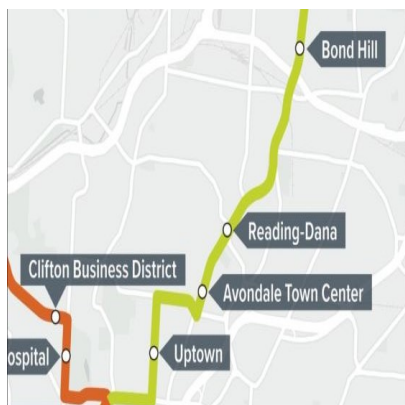 Bond Hill
Reading-Dana
Clifton Business District
Avondale Town Center
ospital
Uptown